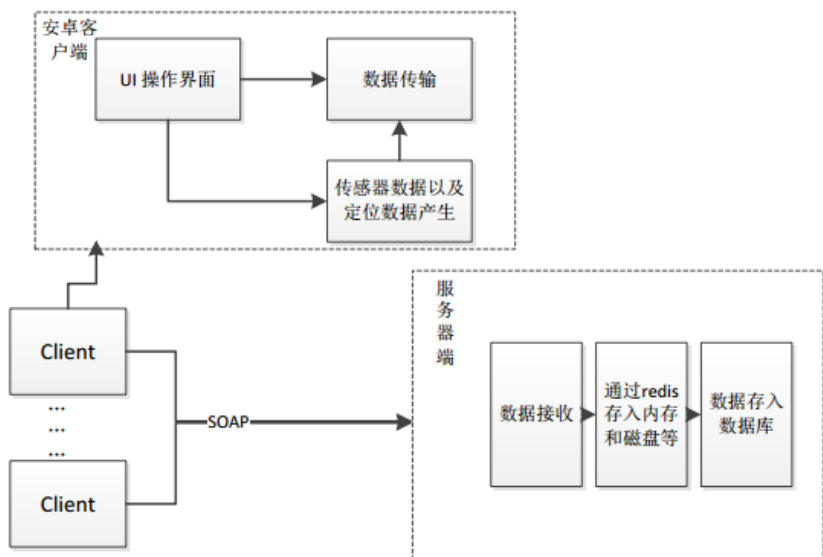 安卓客
户端
UI 操作界面
数据传输
传感器数据以及
定位数据产生
Client
...
...
...
Client
SOAP
服
务
器
端
数据接收
通过redis
存入内存
和磁盘等
数据存入
数据库